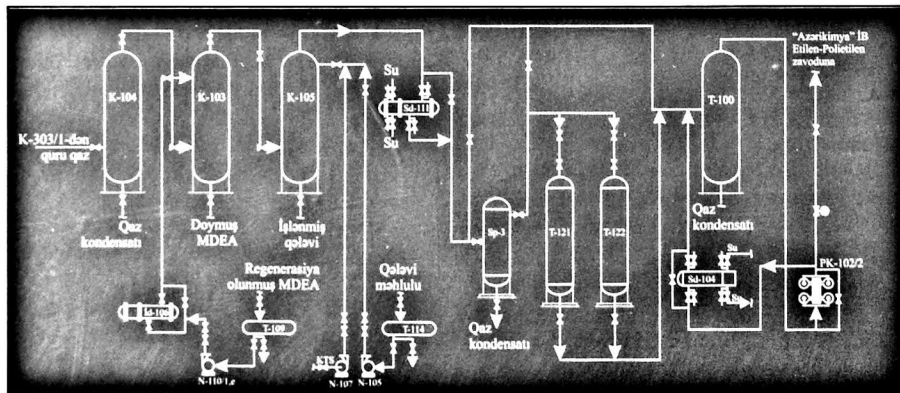 "Azərikimya" İB
Etilen-Polietilen
zavoduna
K-104
K-103
K-105
T-100
Su
Sd-111
Su
K-303/1-dən
quru qaz
Sp-3
T-121
T-122
Qaz
kondensatı
Doymuş
MDEA
İşlənmiş
qələvi
Qaz
kondensatı
Regenerasiya
olunmuş MDEA
Qələvi
məhlulu
Su
PK-102/2
Sd-104
Su
İd-106
T-109
T-114
Qaz
kondensatı
KTS
N-110/1,e
N-107
N-105